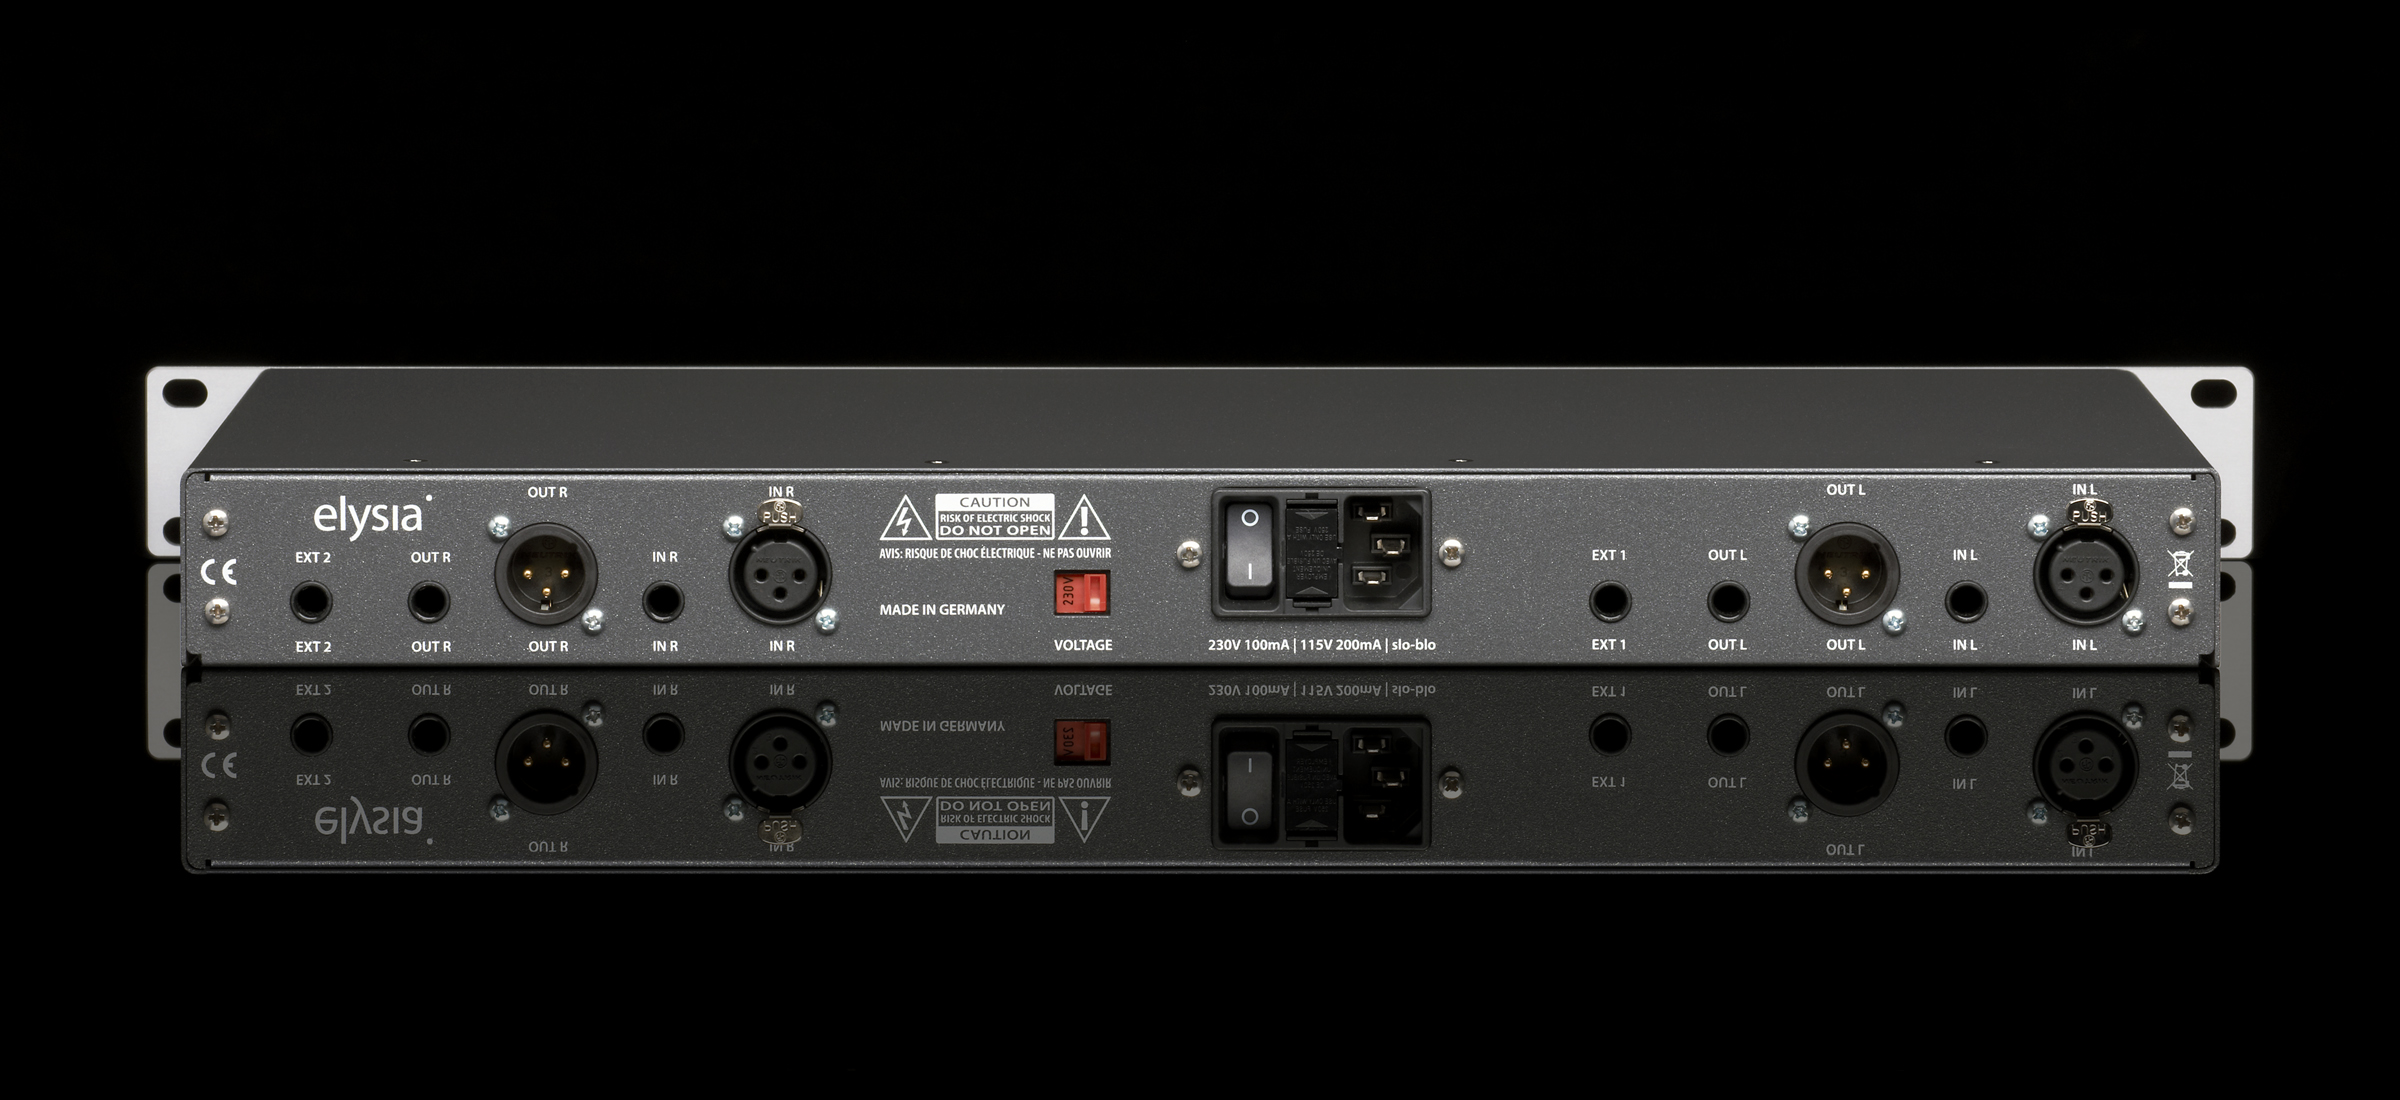 elysia
EXT 2
EXT 2
OUT R
OUT R
OUT R
OUT R
IN R
IN R
IN R
PUSH
IN R
CAUTION
RISK OF ELECTRIC SHOCK
DO NOT OPEN
AVIS: RISQUE DE CHOC ÉLECTRIQUE - NE PAS OUVRIR
MADE IN GERMANY
230V
VOLTAGE
230V 100mA | 115V 200mA | slo-blo
EXT 1
EXT 1
OUT L
OUT L
OUT L
OUT L
IN L
IN L
IN L
PUSH
IN L